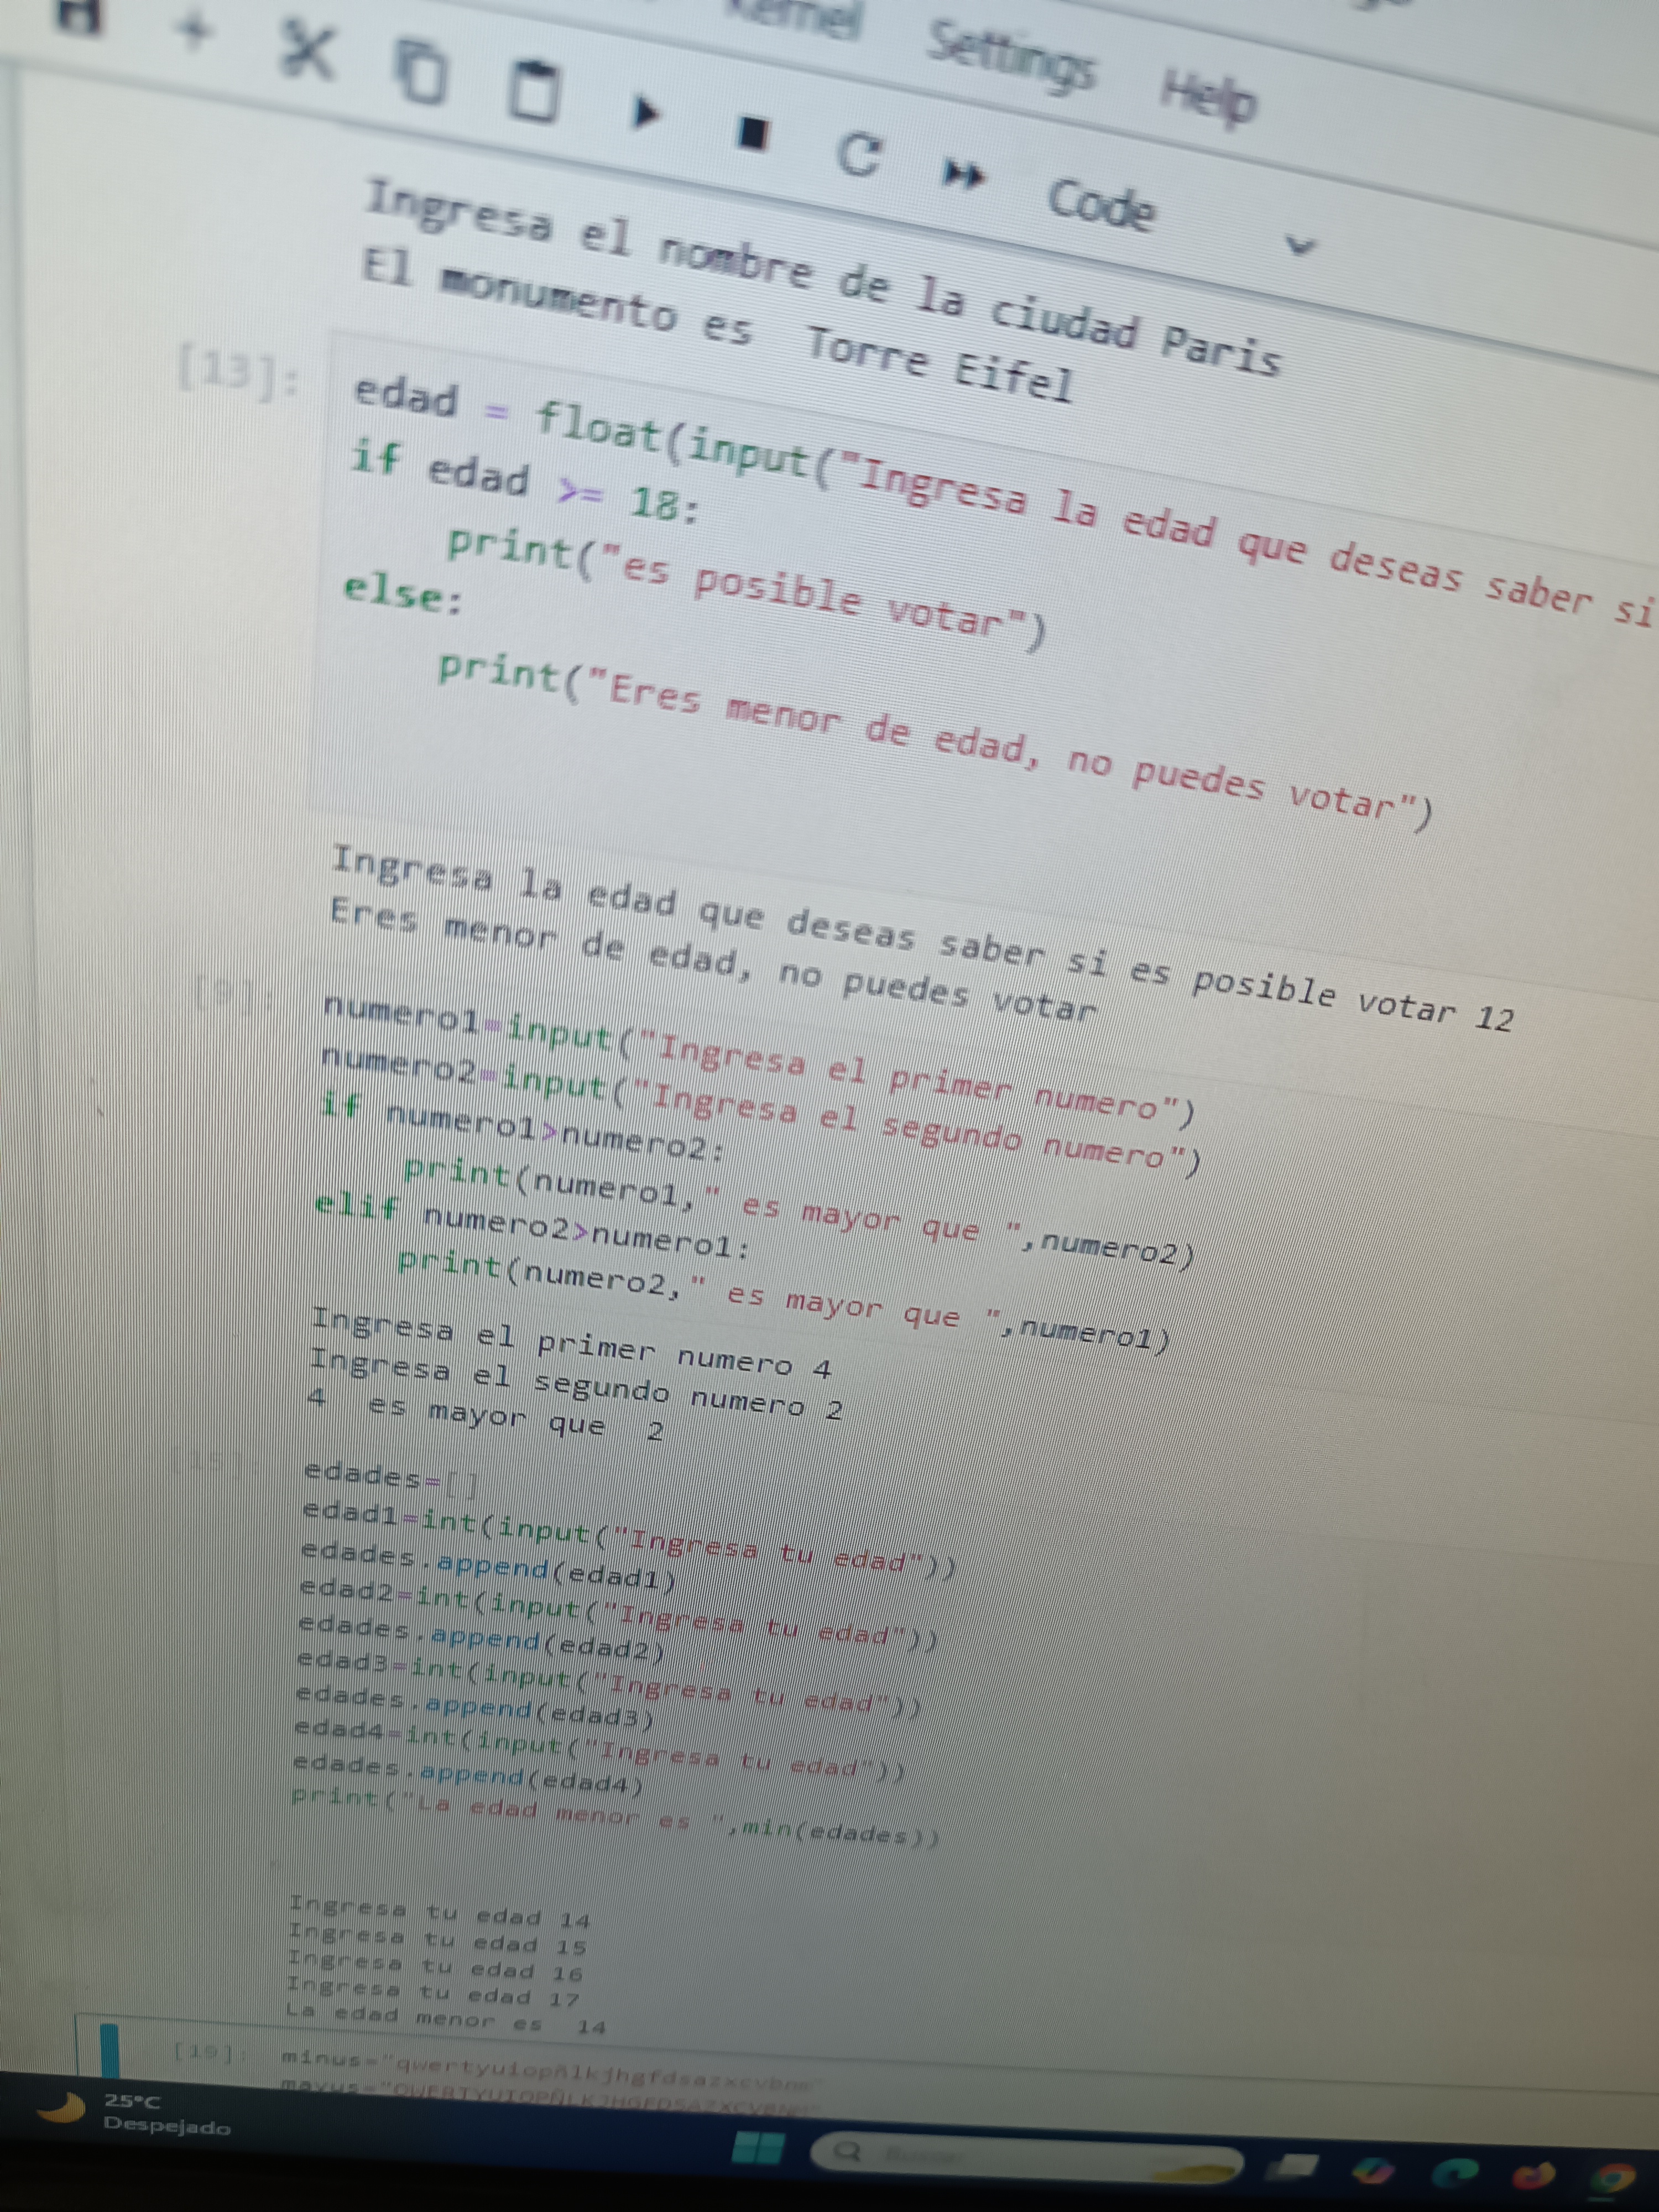 Kernel Settings Help
Code
Ingresa el nombre de la ciudad Paris
El monumento es  Torre Eifel
[13]:
edad = float(input("Ingresa la edad que deseas saber si
if edad >= 18:
    print("es posible votar")
else:
    print("Eres menor de edad, no puedes votar")
Ingresa la edad que deseas saber si es posible votar 12
Eres menor de edad, no puedes votar
[9]:
numero1=input("Ingresa el primer numero")
numero2=input("Ingresa el segundo numero")
if numero1>numero2:
    print(numero1," es mayor que ",numero2)
elif numero2>numero1:
    print(numero2," es mayor que ",numero1)
Ingresa el primer numero 4
Ingresa el segundo numero 2
4  es mayor que  2
[15]:
edades=[]
edad1=int(input("Ingresa tu edad"))
edades.append(edad1)
edad2=int(input("Ingresa tu edad"))
edades.append(edad2)
edad3=int(input("Ingresa tu edad"))
edades.append(edad3)
edad4=int(input("Ingresa tu edad"))
edades.append(edad4)
print("La edad menor es ",min(edades))
Ingresa tu edad 14
Ingresa tu edad 15
Ingresa tu edad 16
Ingresa tu edad 17
La edad menor es  14
[19]:
minus="qwertyuiopñlkjhgfdsazxcvbnm"
mayus="QWERTYUIOPÑLKJHGFDSAZXCVBNM"
25°C
Despejado
Buscar